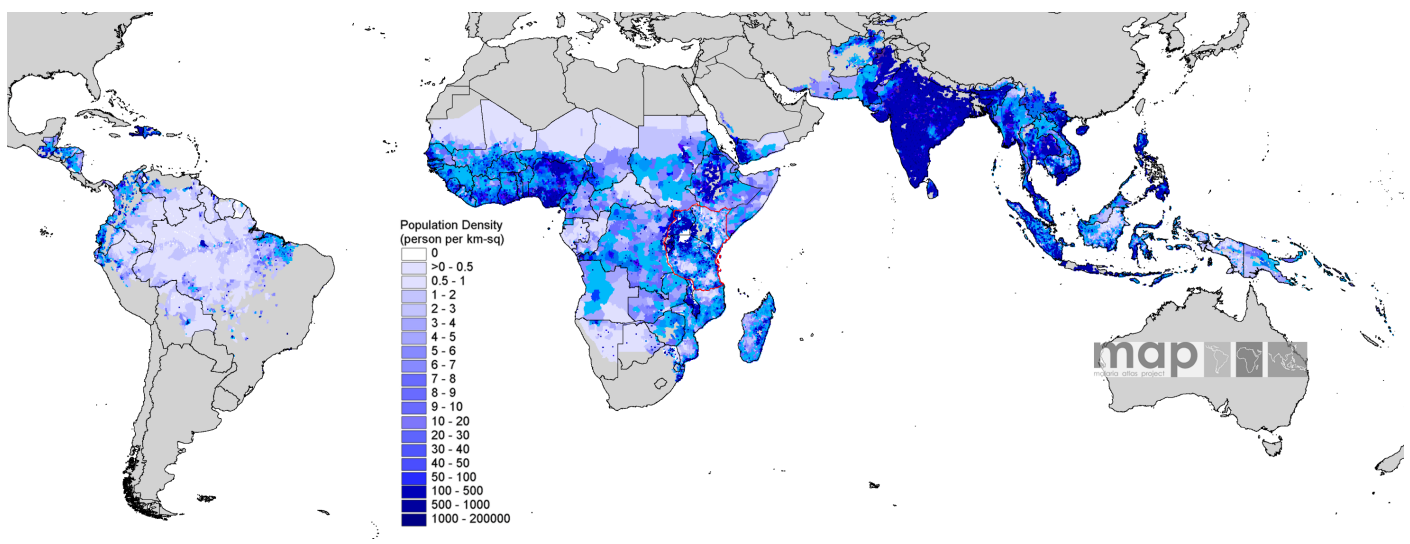 Population Density
(person per km-sq)
0
>0 - 0.5
0.5 - 1
1 - 2
2 - 3
3 - 4
4 - 5
5 - 6
6 - 7
7 - 8
8 - 9
9 - 10
10 - 20
20 - 30
30 - 40
40 - 50
50 - 100
100 - 500
500 - 1000
1000 - 200000
map
malaria atlas project